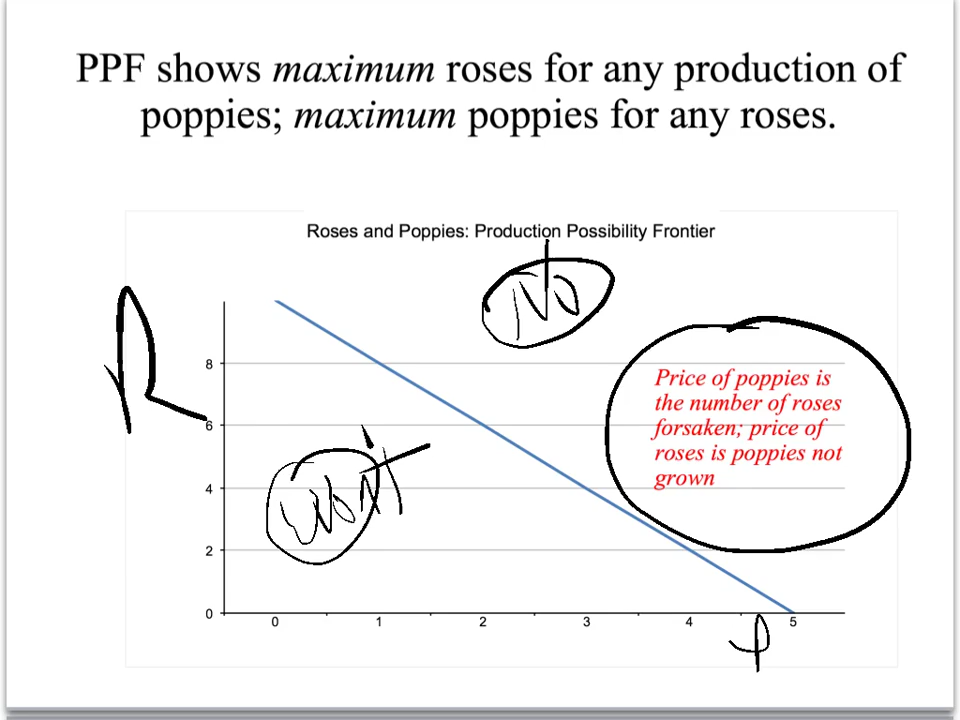 PPF shows maximum roses for any production of
poppies; maximum poppies for any roses.
Roses and Poppies: Production Possibility Frontier
No
R
8
Price of poppies is
the number of roses
6
forsaken; price of
roses is poppies not
grown
4
2
0
0 1 2 3 4 5
P